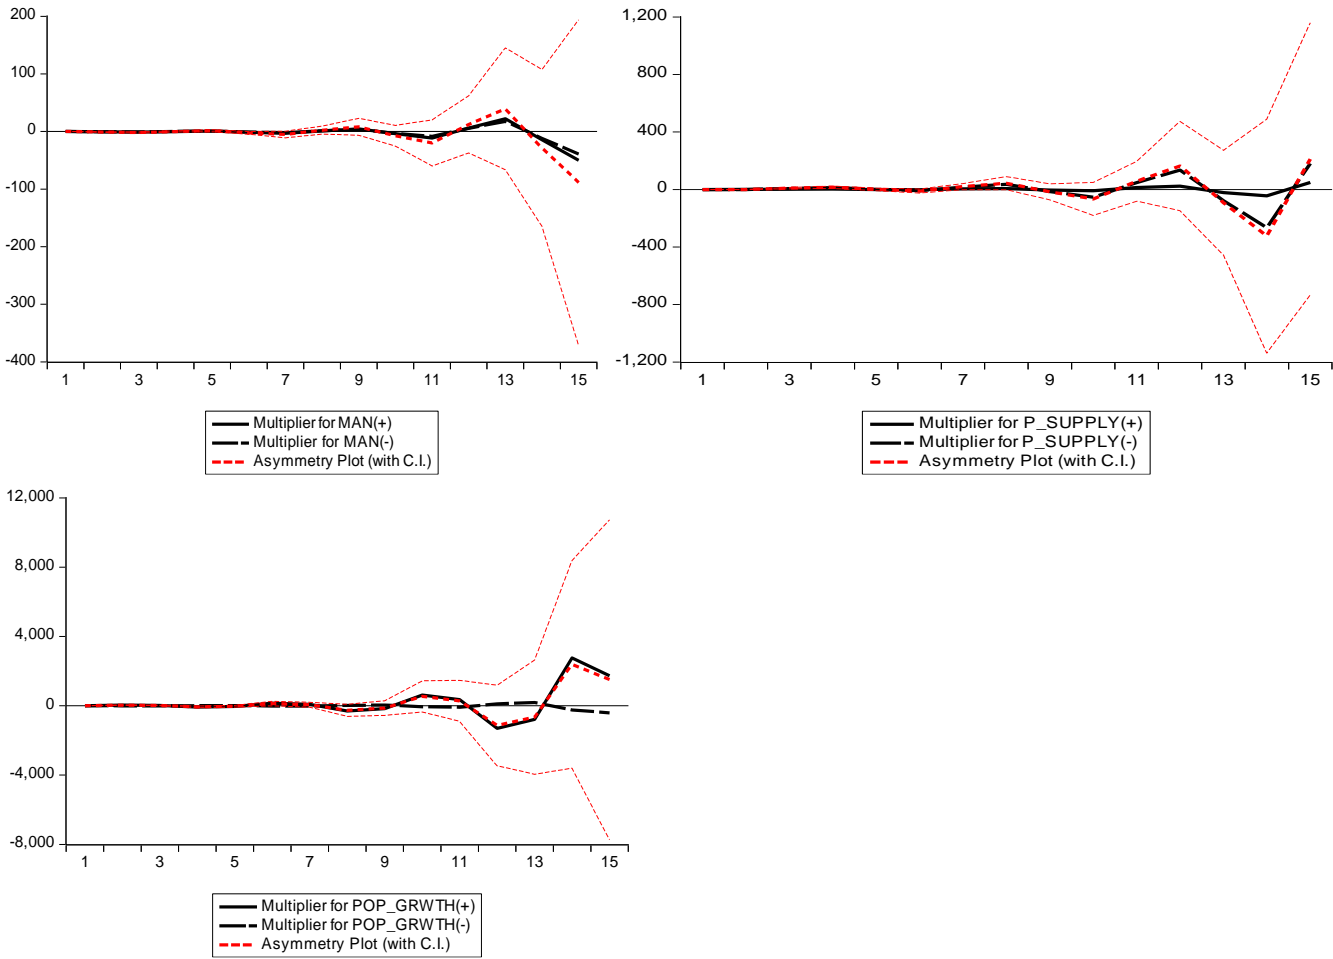 200
100
0
-100
-200
-300
-400
1 3 5 7 9 11 13 15
Multiplier for MAN(+)
Multiplier for MAN(-)
Asymmetry Plot (with C.I.)
1,200
800
400
0
-400
-800
-1,200
1 3 5 7 9 11 13 15
Multiplier for P_SUPPLY(+)
Multiplier for P_SUPPLY(-)
Asymmetry Plot (with C.I.)
12,000
8,000
4,000
0
-4,000
-8,000
1 3 5 7 9 11 13 15
Multiplier for POP_GRWTH(+)
Multiplier for POP_GRWTH(-)
Asymmetry Plot (with C.I.)